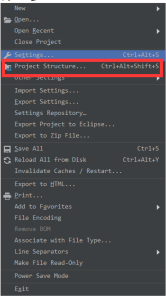 New
Open...
Open Recent
Close Project
Settings... Ctrl+Alt+S
Project Structure... Ctrl+Alt+Shift+S
Other Settings
Import Settings...
Export Settings...
Settings Repository...
Export Project to Eclipse...
Export to Zip File...
Save All Ctrl+S
Reload All from Disk Ctrl+Alt+Y
Invalidate Caches / Restart...
Export to HTML...
Print...
Add to Favorites
File Encoding
Remove BOM
Associate with File Type...
Line Separators
Make File Read-Only
Power Save Mode
Exit